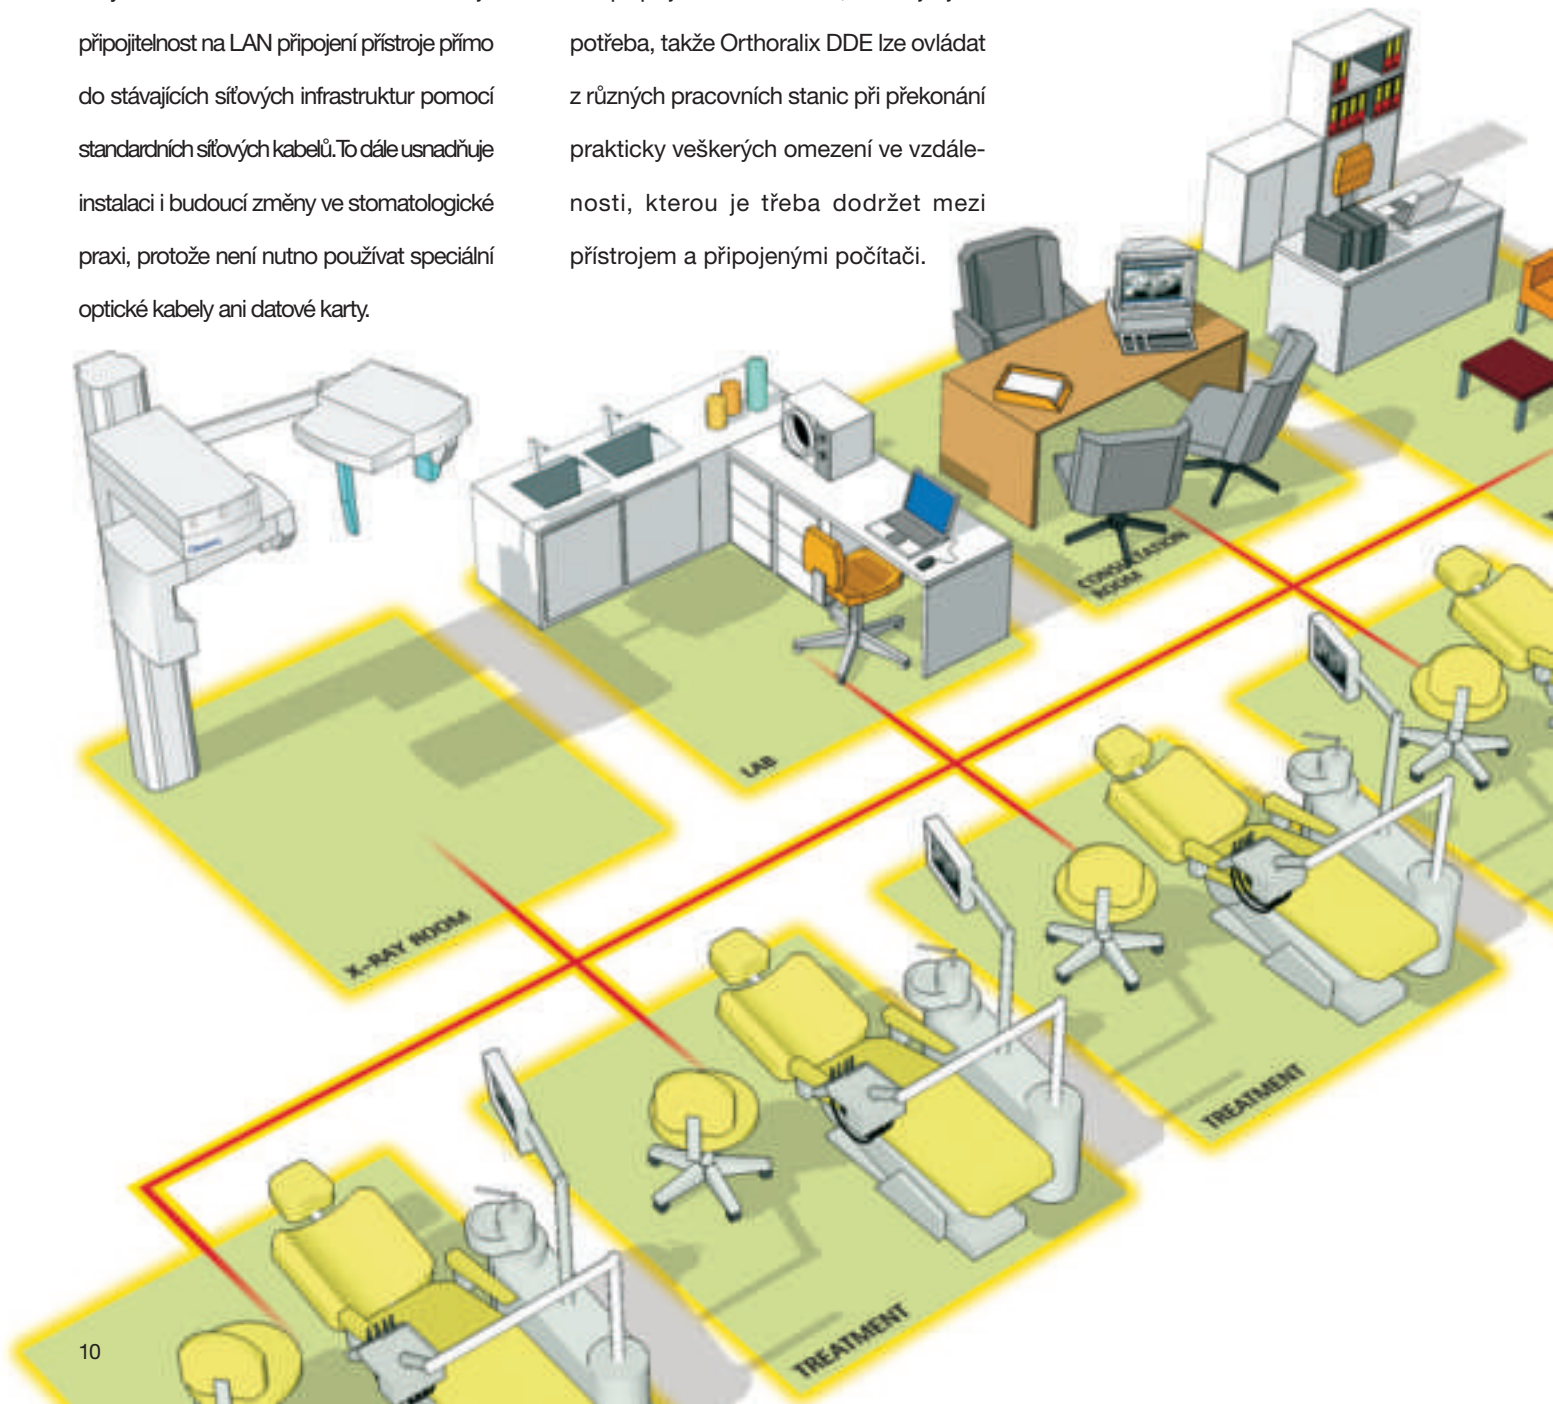 připojitelnost na LAN připojení přístroje přímo
do stávajících síťových infrastruktur pomocí
standardních síťových kabelů. To dále usnadňuje
instalaci i budoucí změny ve stomatologické
praxi, protože není nutno používat speciální
optické kabely ani datové karty.
potřeba, takže Orthoralix DDE lze ovládat
z různých pracovních stanic při překonání
prakticky veškerých omezení ve vzdále-
nosti, kterou je třeba dodržet mezi
přístrojem a připojenými počítači.
CONSULTATION
ROOM
LAB
X-RAY ROOM
TREATMENT
TREATMENT
10